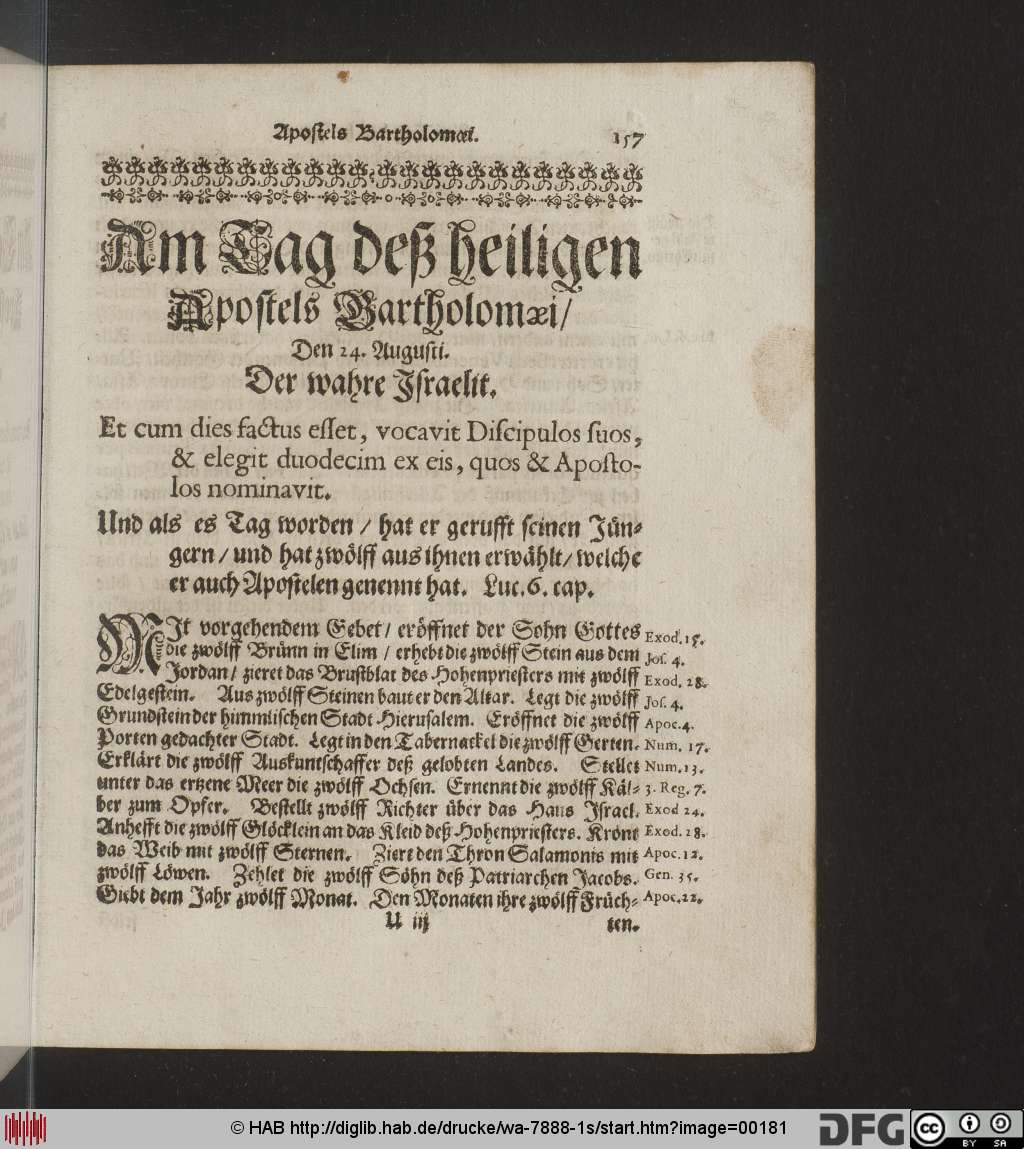 Apostels Bartholomæi. 157
Am Tag deß heiligen
Apostels Bartholomæi/
Den 24. Augusti.
Der wahre Israelit.
Et cum dies factus esset, vocavit Discipulos suos,
& elegit duodecim ex eis, quos & Aposto-
los nominavit.
Und als es Tag worden / hat er gerufft seinen Jün-
gern / und hat zwölff aus ihnen erwählt / welche
er auch Apostelen genennt hat. Luc. 6. cap.
MIt vorgehendem Gebet / eröffnet der Sohn Gottes Exod. 15.
die zwölff Brünn in Elim / erhebt die zwölff Stein aus dem Jos. 4.
Jordan / zieret das Brustblat des Hohenpriesters mit zwölff Exod. 28.
Edelgestein. Aus zwölff Steinen baut er den Altar. Legt die zwölff Jos. 4.
Grundstein der himmlischen Stadt Hierusalem. Eröffnet die zwölff Apoc. 4.
Porten gedachter Stadt. Legt in den Tabernackel die zwölff Gerten. Num. 17.
Erklärt die zwölff Auskuntschaffer deß gelobten Landes. Stellet Num. 13.
unter das ertzene Meer die zwölff Ochsen. Ernennt die zwölff Käl- 3. Reg. 7.
ber zum Opfer. Bestellt zwölff Richter über das Haus Israel. Exod 24.
Anhefft die zwölff Glöcklein an das Kleid deß Hohenpriesters. Krönt Exod. 28.
das Weib mit zwölff Sternen. Ziert den Thron Salamonis mit Apoc. 12.
zwölff Löwen. Zehlet die zwölff Söhn deß Patriarchen Jacobs. Gen. 35.
Giebt dem Jahr zwölff Monat. Den Monaten ihre zwölff Früch- Apoc. 22.
U iij ten.
© HAB http://diglib.hab.de/drucke/wa-7888-1s/start.htm?image=00181
DFG cc BY SA